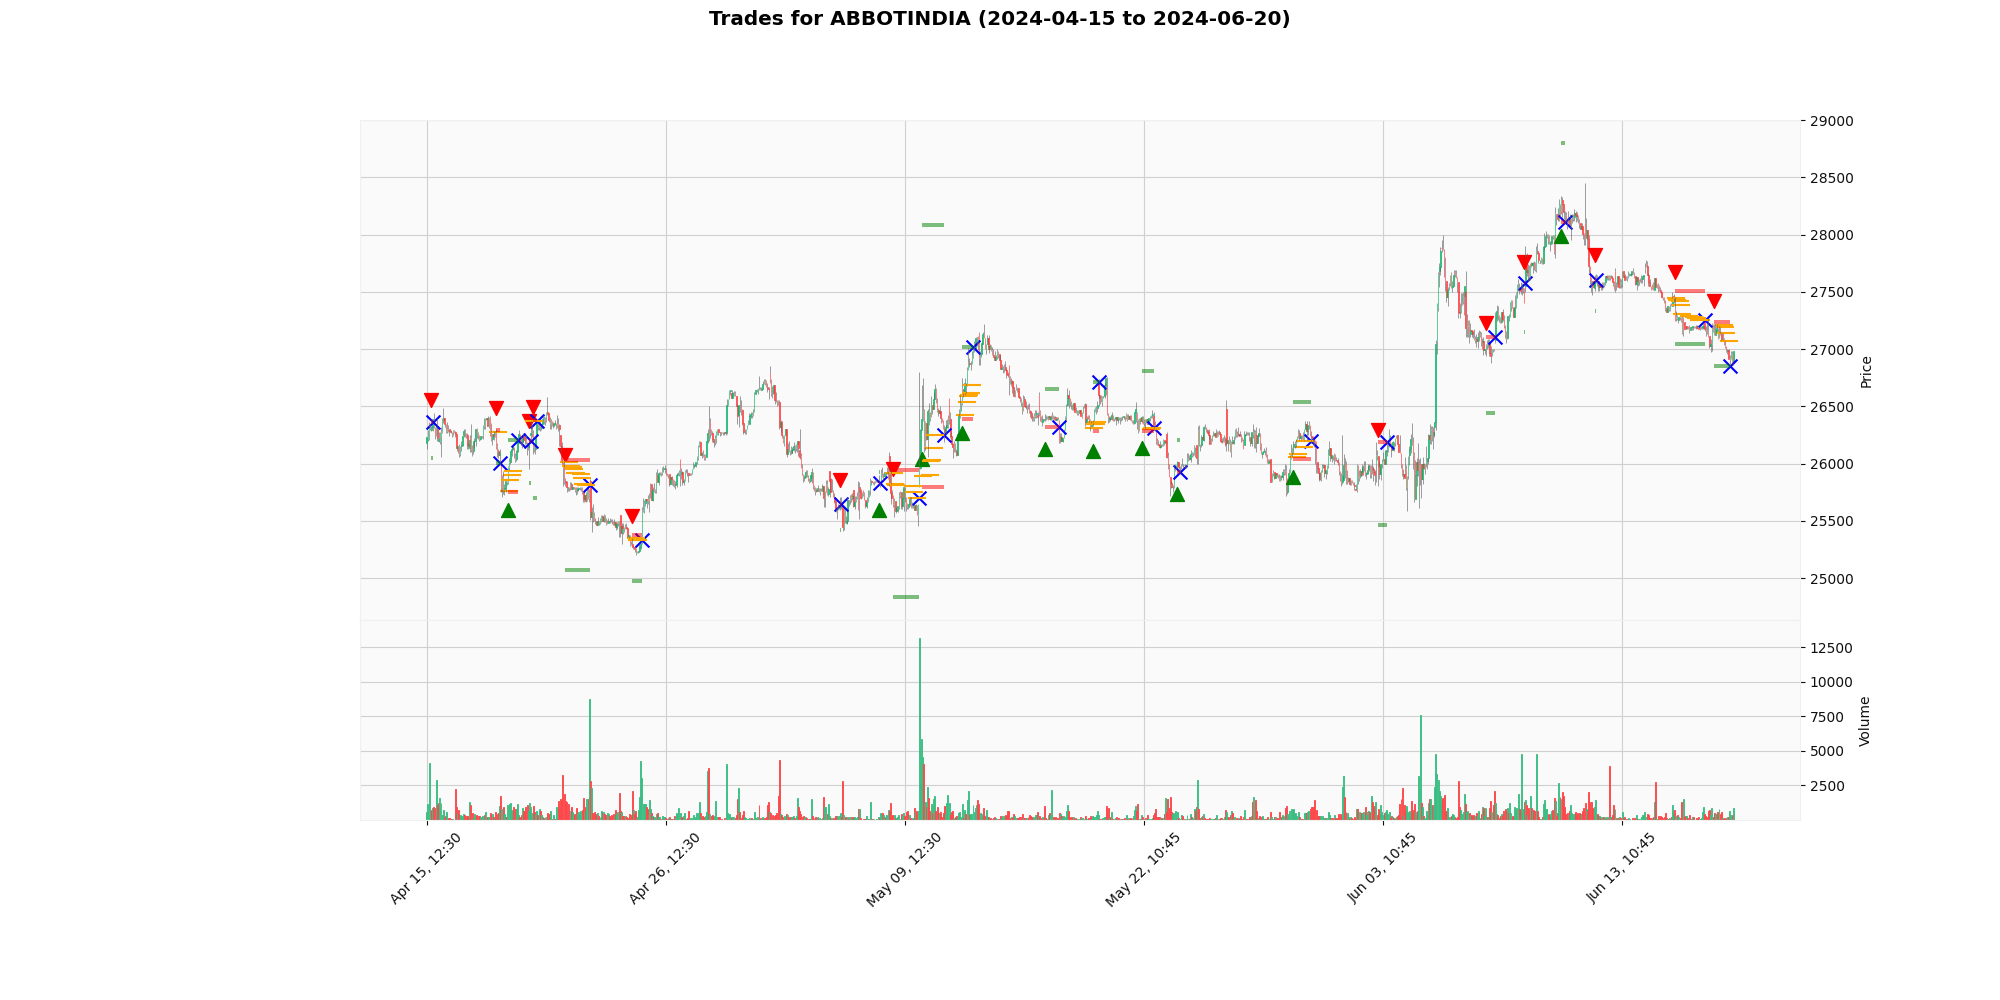 Trades for ABBOTINDIA (2024-04-15 to 2024-06-20)
29000
28500
28000
27500
27000
26500
26000
25500
25000
Price
12500
10000
7500
5000
2500
Volume
Apr 15, 12:30
Apr 26, 12:30
May 09, 12:30
May 22, 10:45
Jun 03, 10:45
Jun 13, 10:45